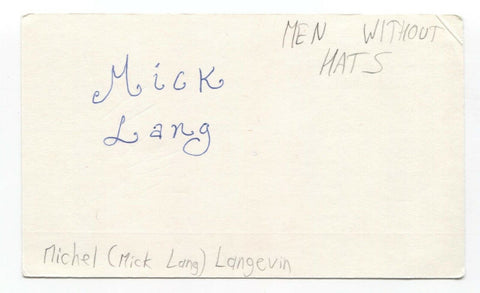 MEN WITHOUT
HATS
Mick
Lang
Michel (Mick Lang) Langevin